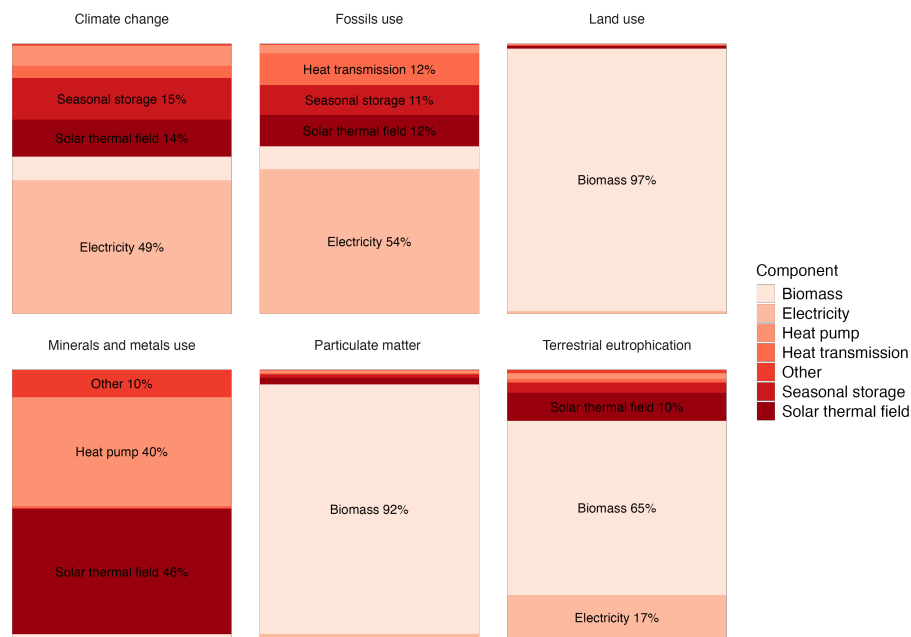 Climate change
Fossils use
Land use
Seasonal storage 15%
Solar thermal field 14%
Electricity 49%
Heat transmission 12%
Seasonal storage 11%
Solar thermal field 12%
Electricity 54%
Biomass 97%
Minerals and metals use
Particulate matter
Terrestrial eutrophication
Other 10%
Heat pump 40%
Solar thermal field 46%
Biomass 92%
Solar thermal field 10%
Biomass 65%
Electricity 17%
Component
Biomass
Electricity
Heat pump
Heat transmission
Other
Seasonal storage
Solar thermal field